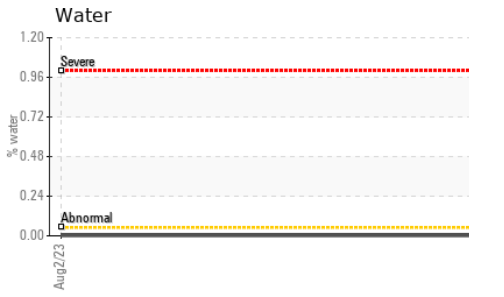 Water
1.20
Severe
0.96
0.72
% water
0.48
0.24
Abnormal
0.00
Aug2/23